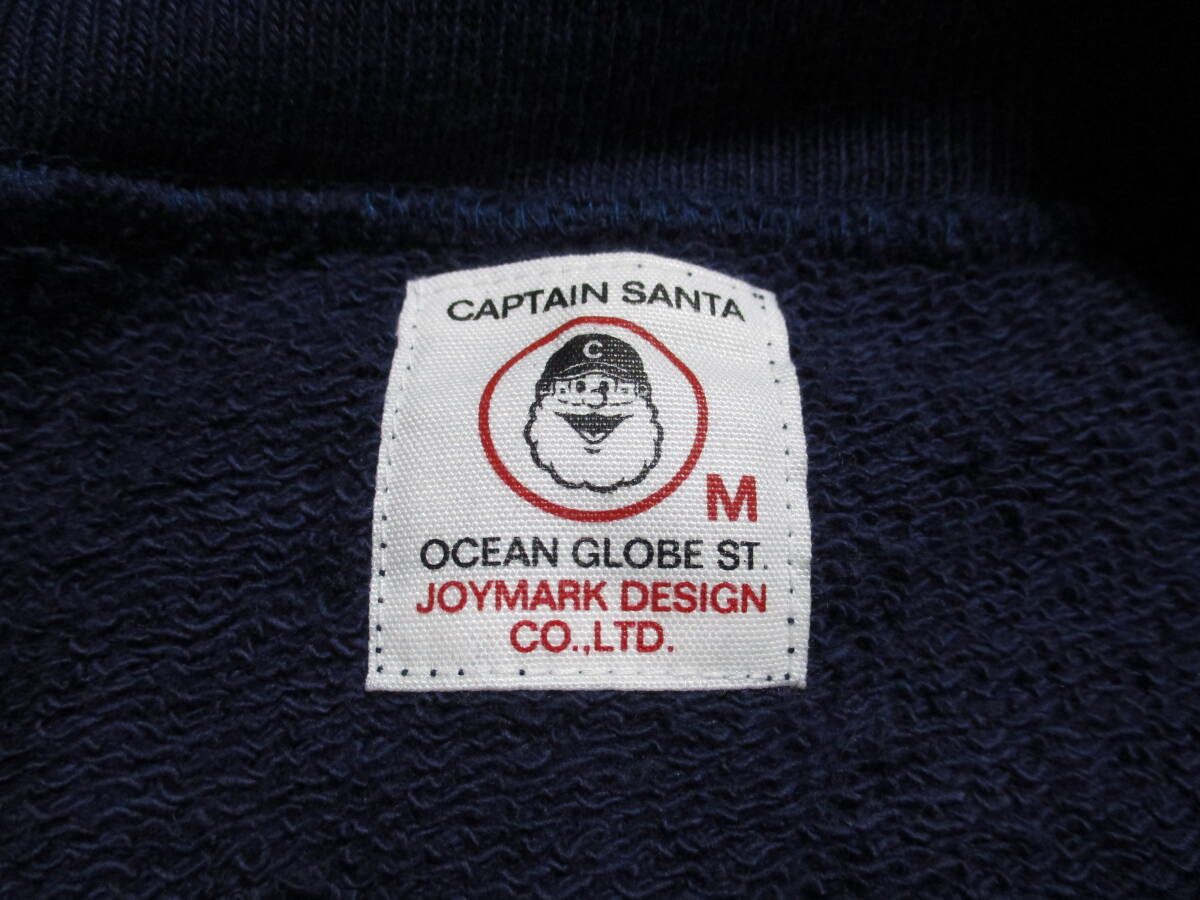 CAPTAIN SANTA
C
M
OCEAN GLOBE ST.
JOYMARK DESIGN
CO.,LTD.